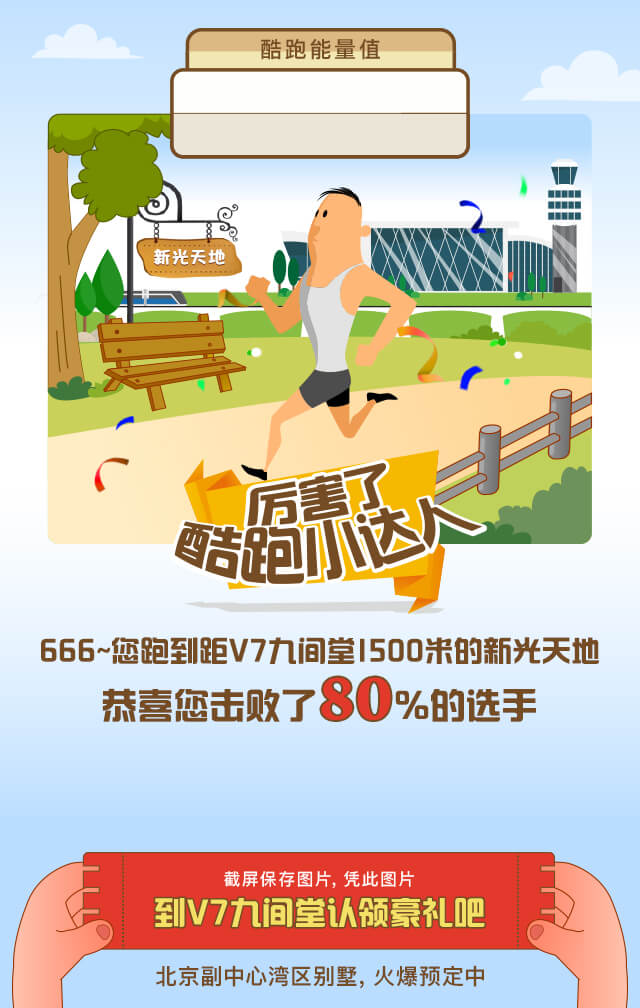 酷跑能量值
新光天地
厉害了
酷跑小达人
666~您跑到距V7九间堂1500米的新光天地
恭喜您击败了80%的选手
截屏保存图片, 凭此图片
到V7九间堂认领豪礼吧
北京副中心湾区别墅, 火爆预定中